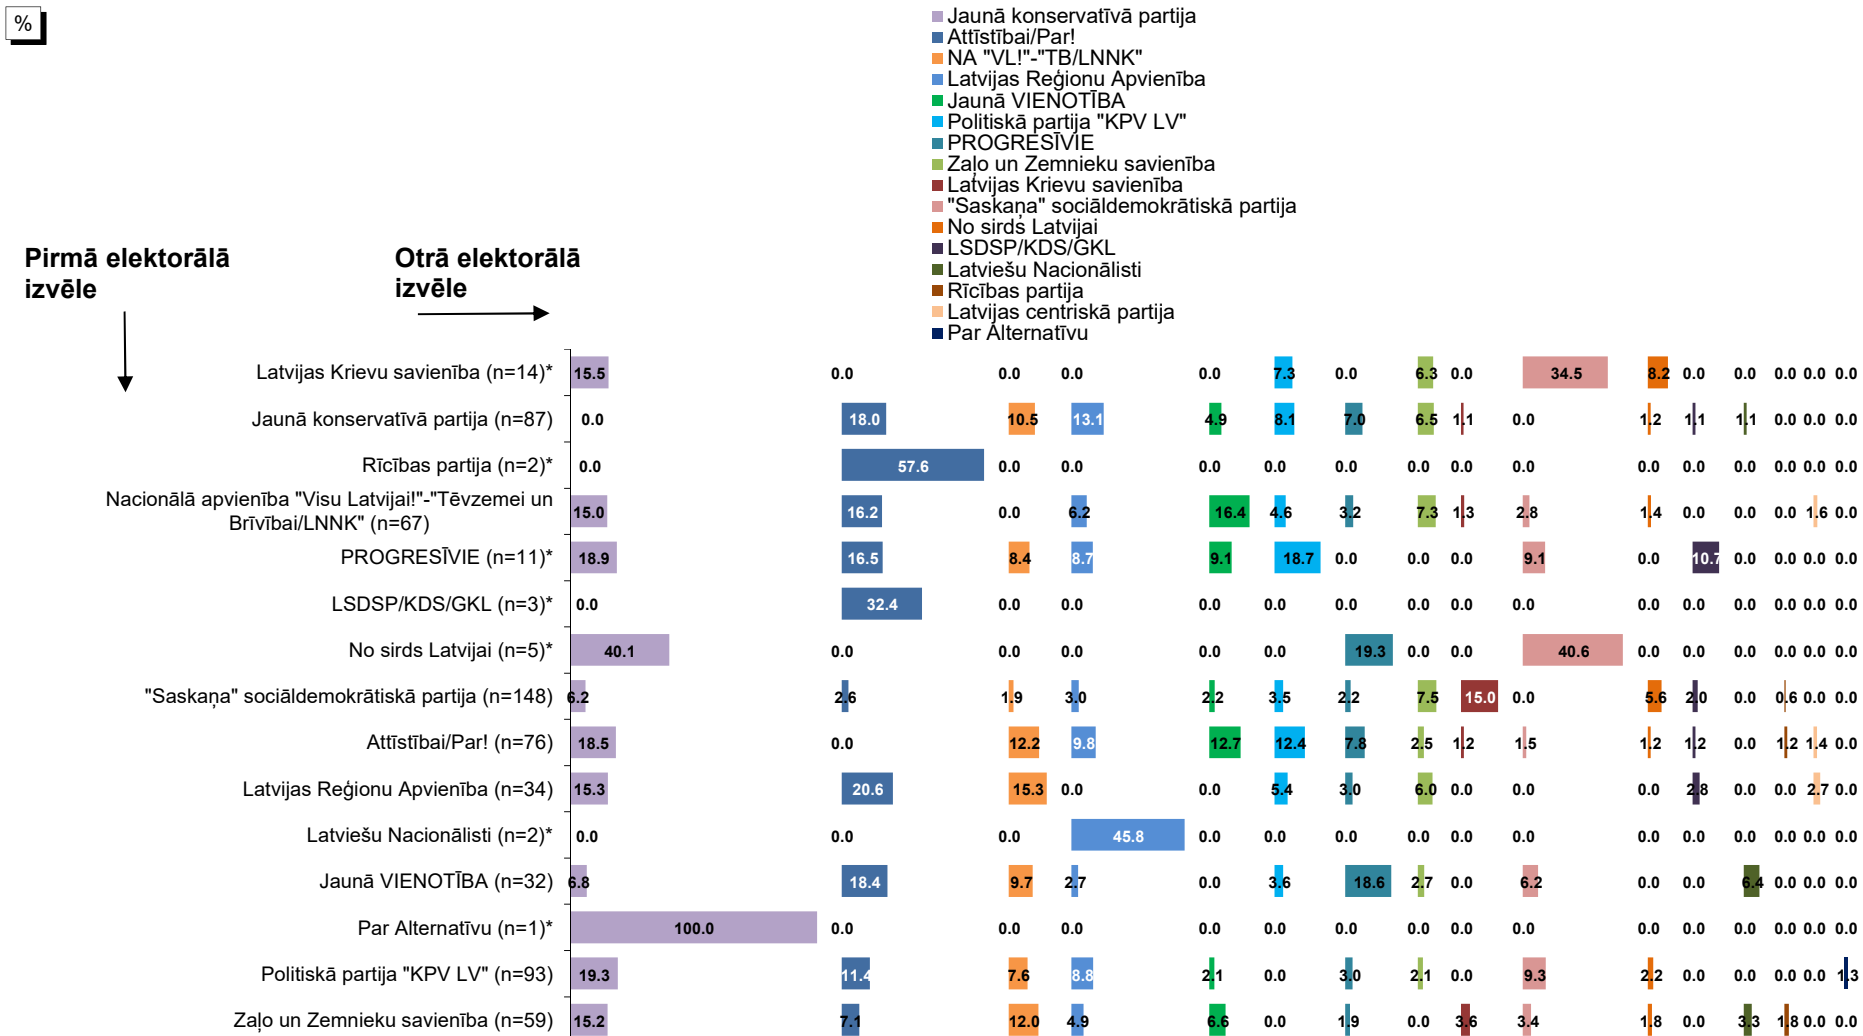 %
Jaunā konservatīvā partija
Attīstībai/Par!
NA "VL!"-"TB/LNNK"
Latvijas Reģionu Apvienība
Jaunā VIENOTĪBA
Politiskā partija "KPV LV"
PROGRESĪVIE
Zaļo un Zemnieku savienība
Latvijas Krievu savienība
"Saskaņa" sociāldemokrātiskā partija
No sirds Latvijai
LSDSP/KDS/GKL
Latviešu Nacionālisti
Rīcības partija
Latvijas centriskā partija
Par Alternatīvu
Pirmā elektorālā
izvēle
Otrā elektorālā
izvēle
Latvijas Krievu savienība (n=14)* 15.5 0.0 0.0 0.0 0.0 7.3 0.0 6.3 0.0 34.5 8.2 0.0 0.0 0.0 0.0 0.0
Jaunā konservatīvā partija (n=87) 0.0 18.0 10.5 13.1 4.9 8.1 7.0 6.5 1.1 0.0 1.2 1.1 1.1 0.0 0.0 0.0
Rīcības partija (n=2)* 0.0 57.6 0.0 0.0 0.0 0.0 0.0 0.0 0.0 0.0 0.0 0.0 0.0 0.0 0.0 0.0
Nacionālā apvienība "Visu Latvijai!"-"Tēvzemei un
Brīvībai/LNNK" (n=67) 15.0 16.2 0.0 6.2 16.4 4.6 3.2 7.3 1.3 2.8 1.4 0.0 0.0 0.0 1.6 0.0
PROGRESĪVIE (n=11)* 18.9 16.5 8.4 8.7 9.1 18.7 0.0 0.0 0.0 9.1 0.0 10.7 0.0 0.0 0.0 0.0
LSDSP/KDS/GKL (n=3)* 0.0 32.4 0.0 0.0 0.0 0.0 0.0 0.0 0.0 0.0 0.0 0.0 0.0 0.0 0.0 0.0
No sirds Latvijai (n=5)* 40.1 0.0 0.0 0.0 0.0 0.0 19.3 0.0 0.0 40.6 0.0 0.0 0.0 0.0 0.0 0.0
"Saskaņa" sociāldemokrātiskā partija (n=148) 6.2 2.6 1.9 3.0 2.2 3.5 2.2 7.5 15.0 0.0 5.6 2.0 0.0 0.6 0.0 0.0
Attīstībai/Par! (n=76) 18.5 0.0 12.2 9.8 12.7 12.4 7.8 2.5 1.2 1.5 1.2 1.2 0.0 1.2 1.4 0.0
Latvijas Reģionu Apvienība (n=34) 15.3 20.6 15.3 0.0 0.0 5.4 3.0 6.0 0.0 0.0 0.0 2.8 0.0 0.0 2.7 0.0
Latviešu Nacionālisti (n=2)* 0.0 0.0 0.0 45.8 0.0 0.0 0.0 0.0 0.0 0.0 0.0 0.0 0.0 0.0 0.0 0.0
Jaunā VIENOTĪBA (n=32) 6.8 18.4 9.7 2.7 0.0 3.6 18.6 2.7 0.0 6.2 0.0 0.0 6.4 0.0 0.0 0.0
Par Alternatīvu (n=1)* 100.0 0.0 0.0 0.0 0.0 0.0 0.0 0.0 0.0 0.0 0.0 0.0 0.0 0.0 0.0 0.0
Politiskā partija "KPV LV" (n=93) 19.3 11.4 7.6 8.8 2.1 0.0 3.0 2.1 0.0 9.3 2.2 0.0 0.0 0.0 0.0 1.3
Zaļo un Zemnieku savienība (n=59) 15.2 7.1 12.0 4.9 6.6 0.0 1.9 0.0 3.6 3.4 1.8 0.0 3.3 1.8 0.0 0.0